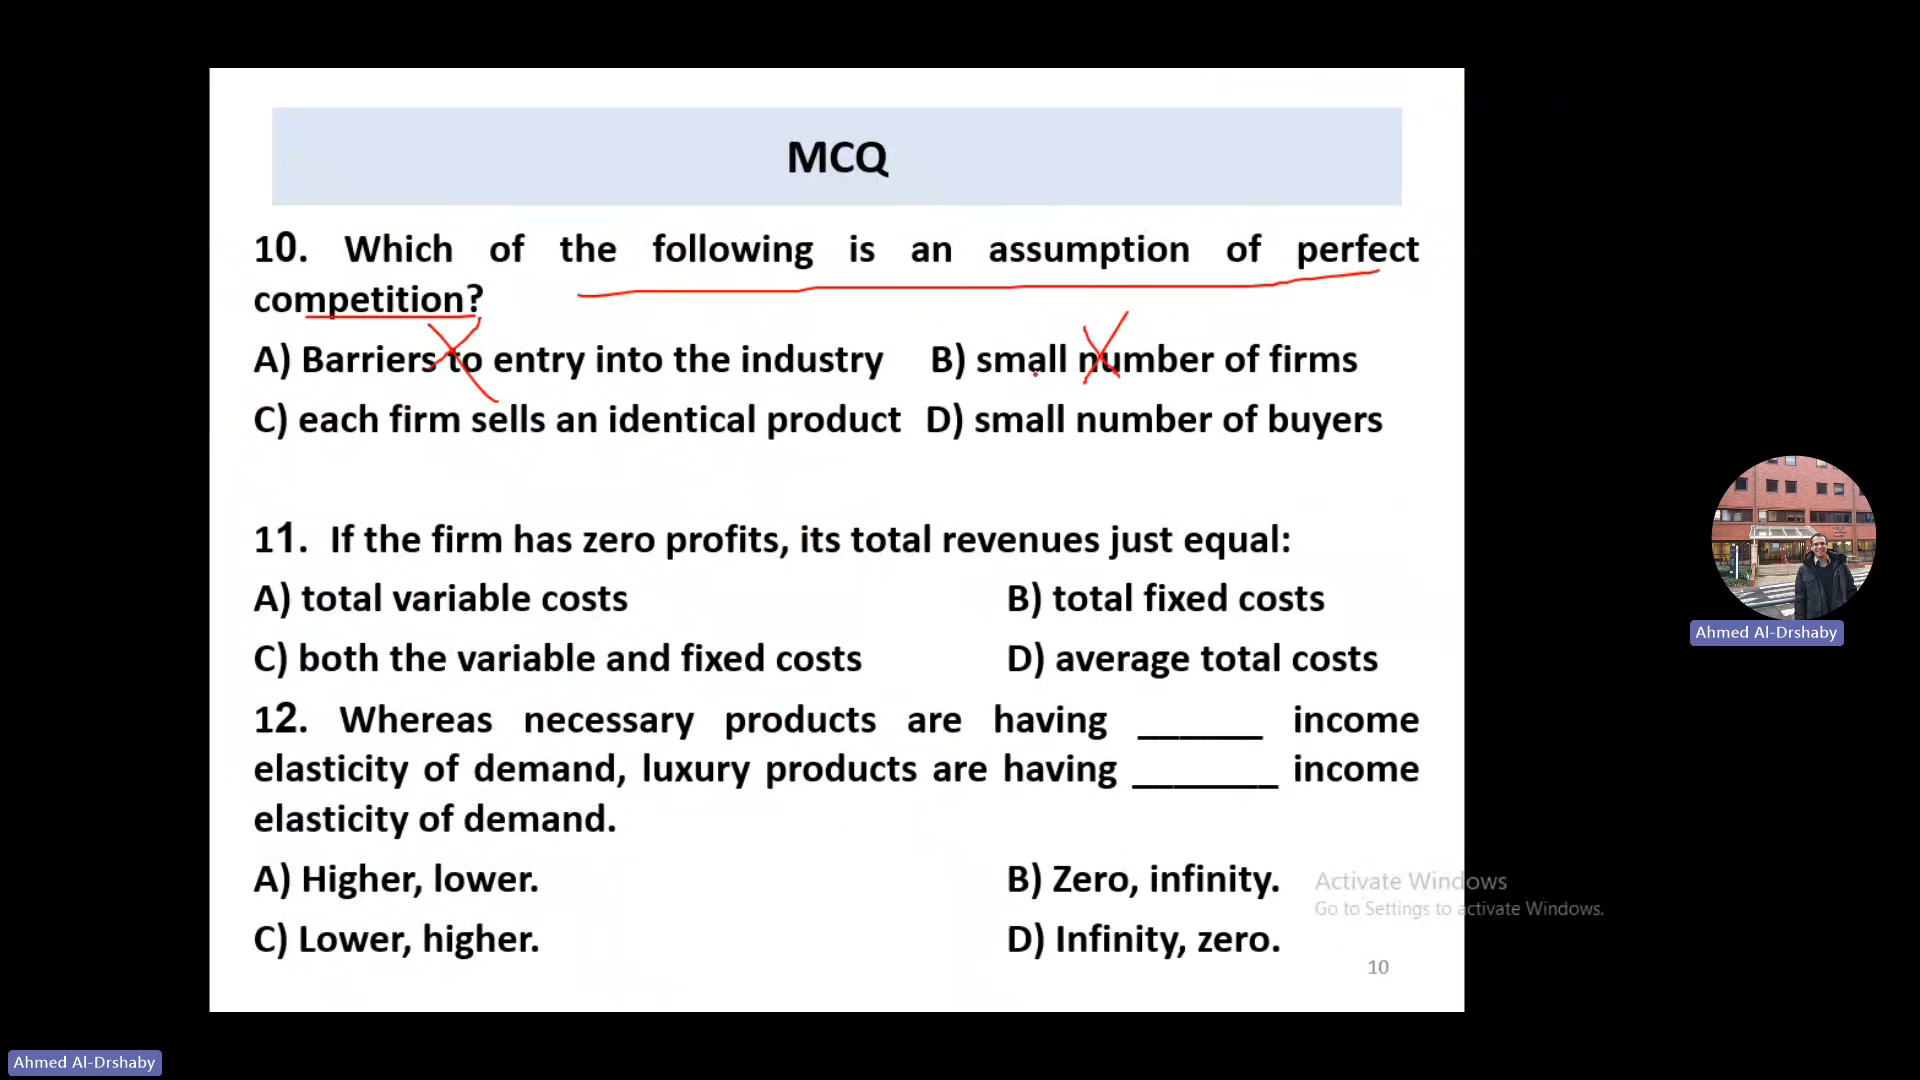 MCQ
10. Which of the following is an assumption of perfect
competition?
A) Barriers to entry into the industry B) small number of firms
C) each firm sells an identical product D) small number of buyers
11. If the firm has zero profits, its total revenues just equal:
A) total variable costs B) total fixed costs
C) both the variable and fixed costs D) average total costs
12. Whereas necessary products are having ______ income
elasticity of demand, luxury products are having _______ income
elasticity of demand.
A) Higher, lower. B) Zero, infinity.
C) Lower, higher. D) Infinity, zero.
Activate Windows
Go to Settings to activate Windows.
10
Ahmed Al-Drshaby
Ahmed Al-Drshaby